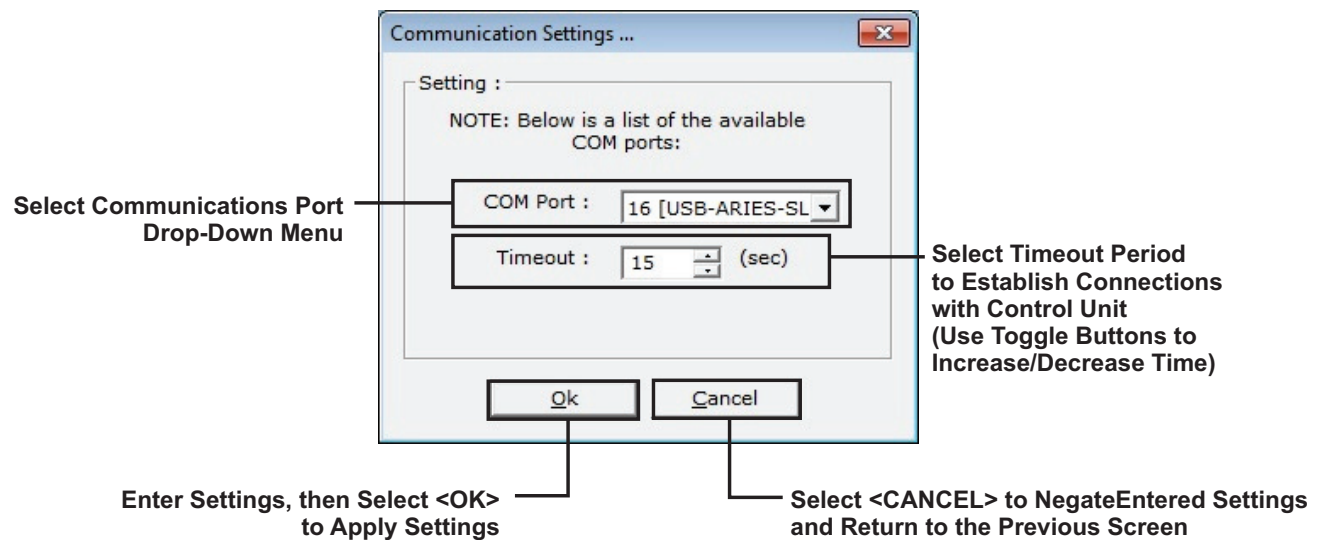 Communication Settings ...
Setting :
NOTE: Below is a list of the available
COM ports:
COM Port :
16 [USB-ARIES-SL
Timeout :
15
(sec)
Ok
Cancel
Select Communications Port
Drop-Down Menu
Select Timeout Period
to Establish Connections
with Control Unit
(Use Toggle Buttons to
Increase/Decrease Time)
Enter Settings, then Select <OK>
to Apply Settings
Select <CANCEL> to NegateEntered Settings
and Return to the Previous Screen